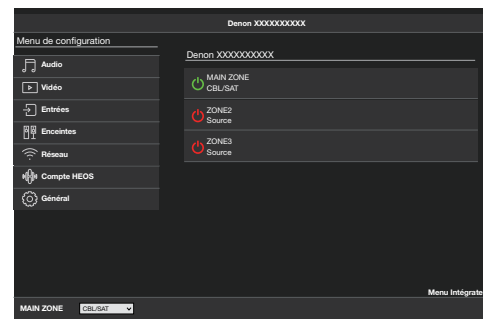 Denon XXXXXXXXXX
Menu de configuration
Audio
Vidéo
Entrées
Enceintes
Réseau
Compte HEOS
Général
Denon XXXXXXXXXX
MAIN ZONE
CBL/SAT
ZONE2
Source
ZONE3
Source
Menu Intégrate
MAIN ZONE CBL/SAT